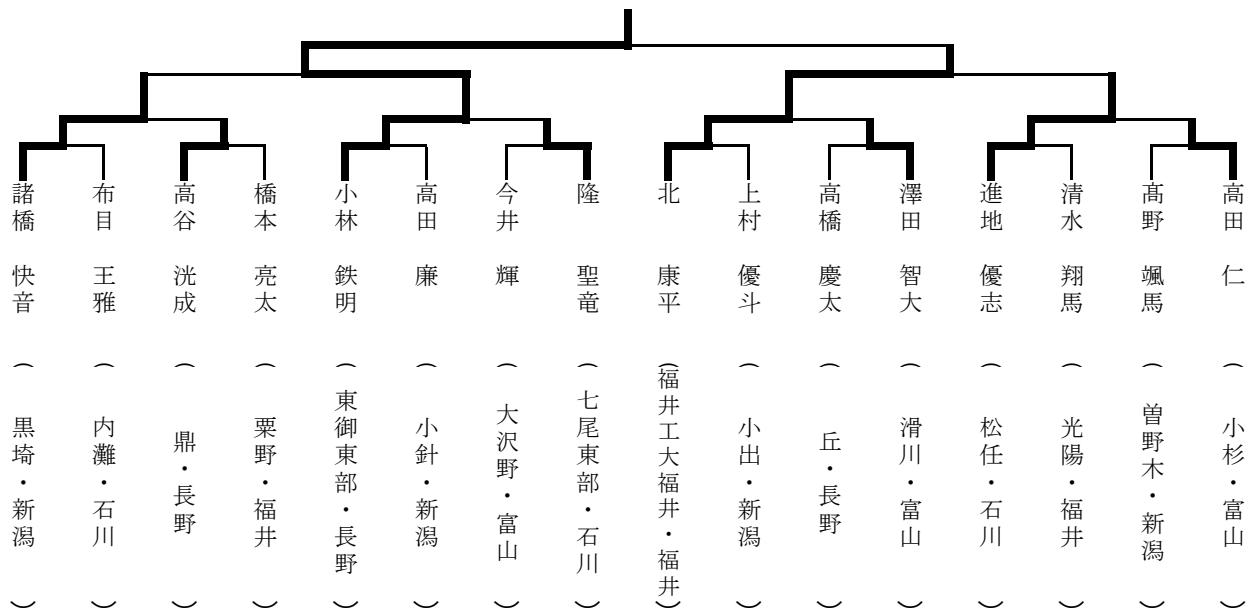 諸橋 快音 （黒埼・新潟）
布目 王雅 （内灘・石川）
高谷 洸成 （鼎・長野）
橋本 亮太 （粟野・福井）
小林 鉄明 （東御東部・長野）
高田 廉 （小針・新潟）
今井 輝 （大沢野・富山）
隆 聖竜 （七尾東部・石川）
北 康平 （福井工大福井・福井）
上村 優斗 （小出・新潟）
高橋 慶太 （丘・長野）
澤田 智大 （滑川・富山）
進地 優志 （松任・石川）
清水 翔馬 （光陽・福井）
髙野 颯馬 （曽野木・新潟）
高田 仁 （小杉・富山）